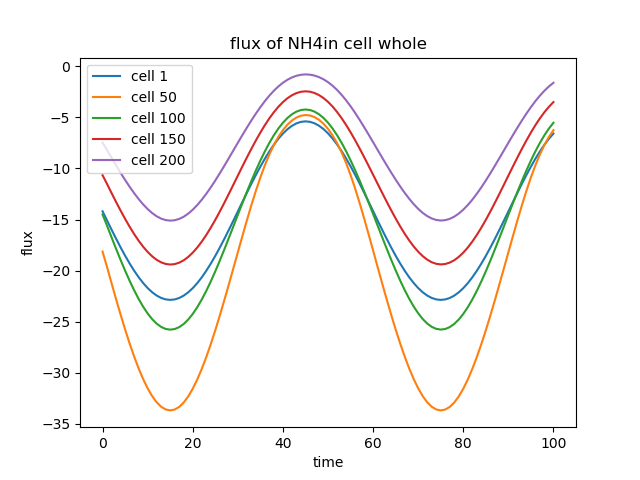 flux of NH4in cell whole
cell 1
cell 50
cell 100
cell 150
cell 200
flux
0
−5
−10
−15
−20
−25
−30
−35
0 20 40 60 80 100
time